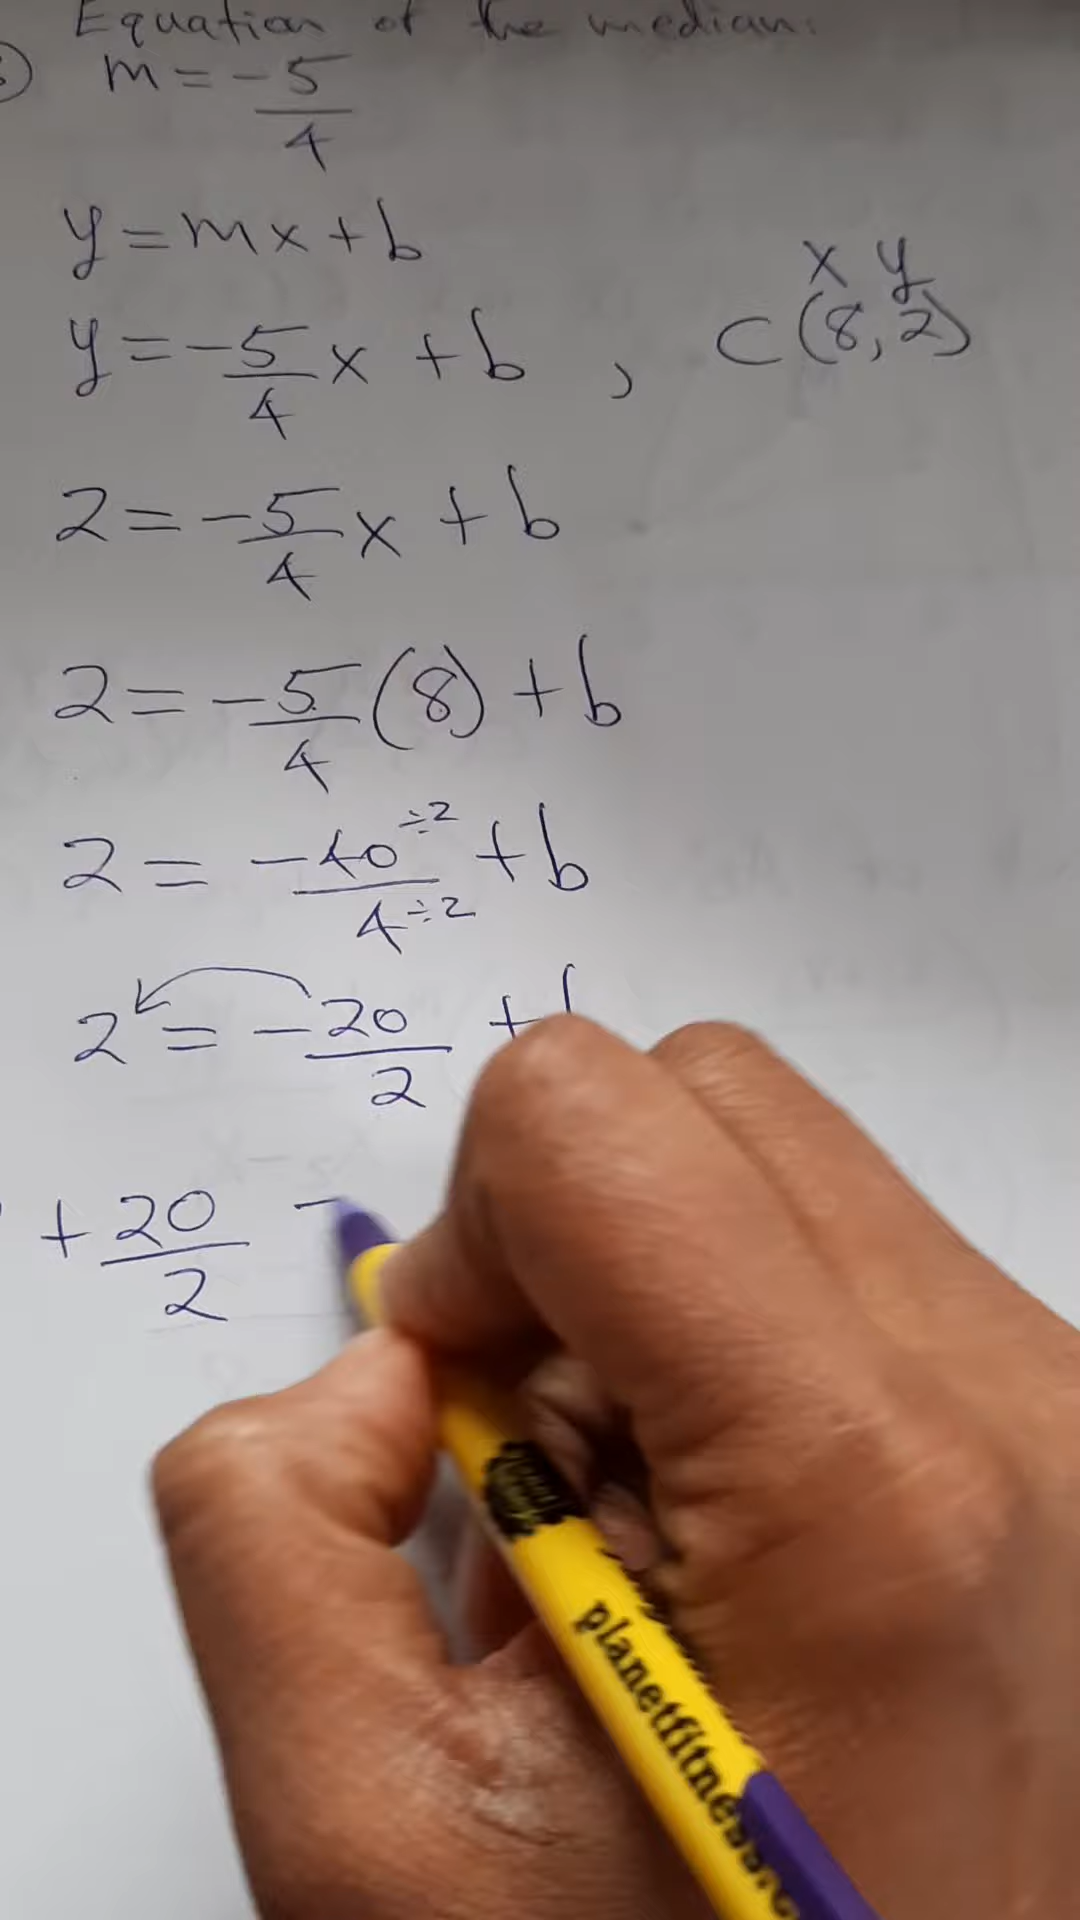 Equation of the median:
m = -5/4
y = mx + b
x y
y = -5/4 x + b , C (8, 2)
2 = -5/4 x + b
2 = -5/4 (8) + b
2 = -40÷2/4÷2 + b
2 = -20/2 + b
+ 20/2
planetfitness